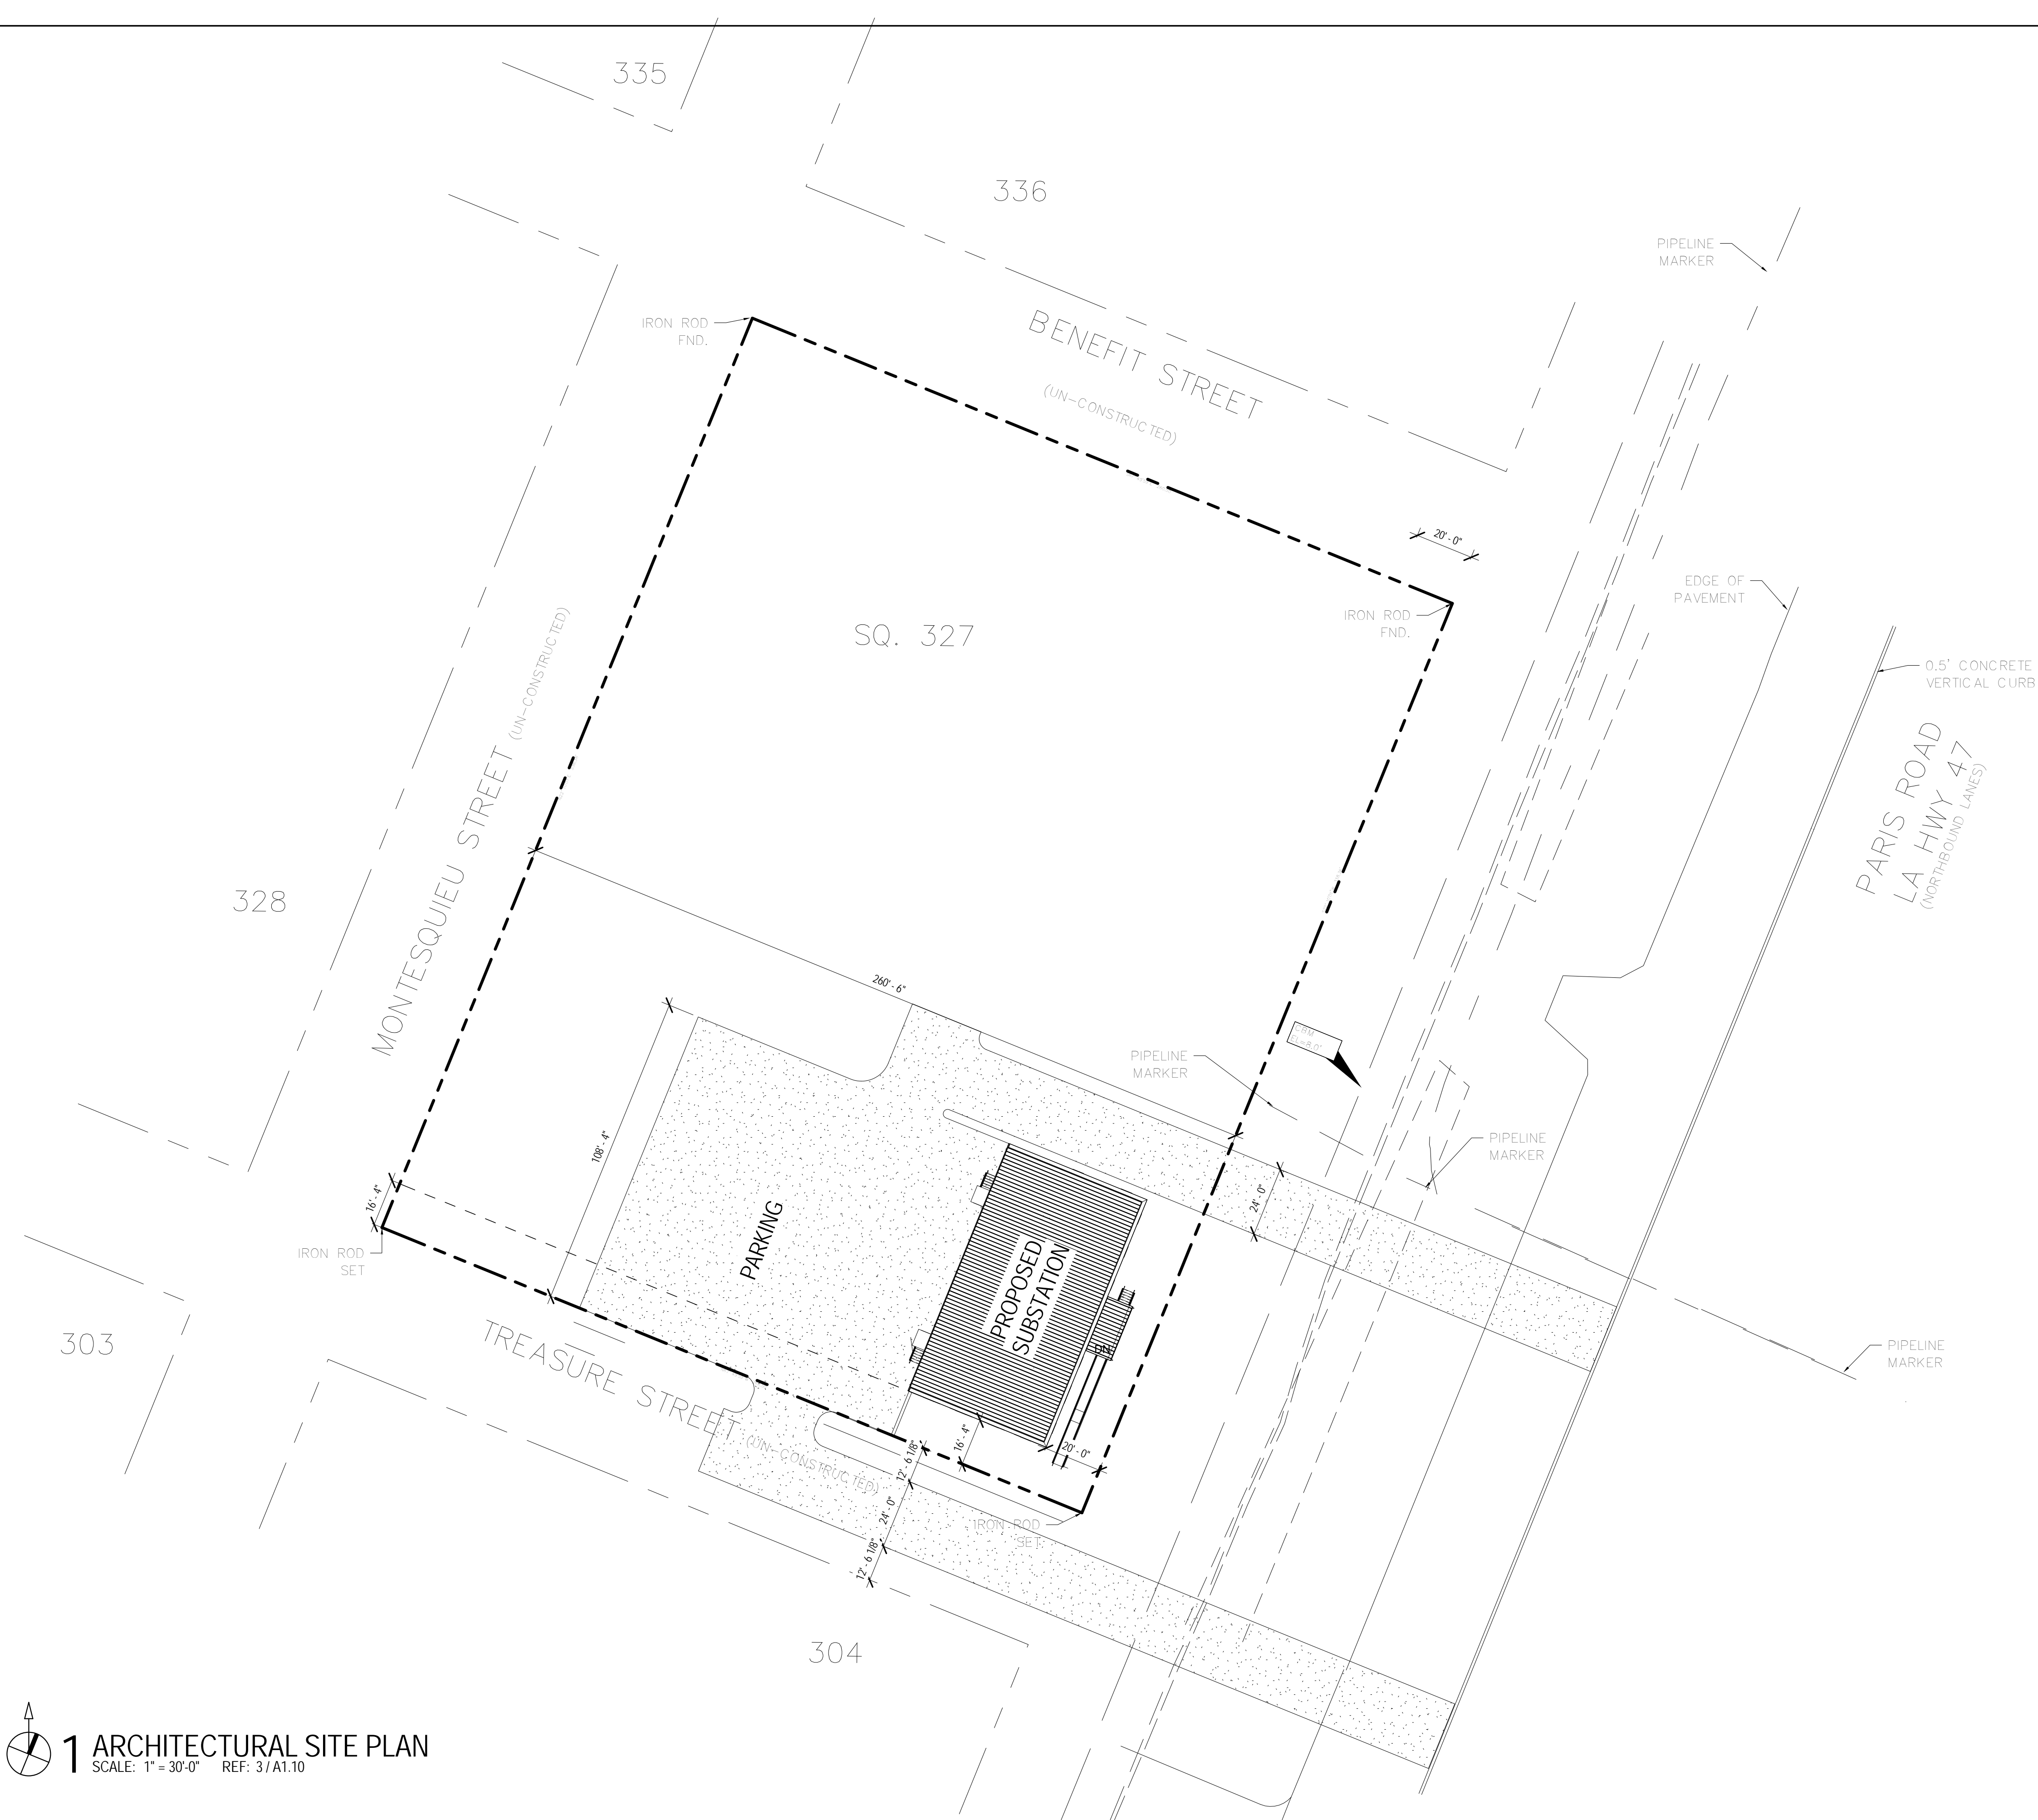 335
336
PIPELINE
MARKER
IRON ROD
FND.
BENEFIT STREET
(UN-CONSTRUCTED)
20' - 0"
EDGE OF
PAVEMENT
IRON ROD
FND.
SQ. 327
0.5' CONCRETE
VERTICAL CURB
PARIS ROAD
LA HWY 47
(NORTHBOUND LANES)
MONTESQUIEU STREET (UN-CONSTRUCTED)
328
260' - 6"
EL=8.0'
PIPELINE
MARKER
108' - 4"
PIPELINE
MARKER
16' - 4"
24' - 0"
PARKING
PROPOSED
SUBSTATION
IRON ROD
SET
303
DN
PIPELINE
MARKER
TREASURE STREET (UN-CONSTRUCTED)
16' - 4"
20' - 0"
12' - 6 1/8"
24' - 0"
12' - 6 1/8"
IRON ROD
SET
304
1 ARCHITECTURAL SITE PLAN
SCALE: 1" = 30'-0" REF: 3 / A1.10